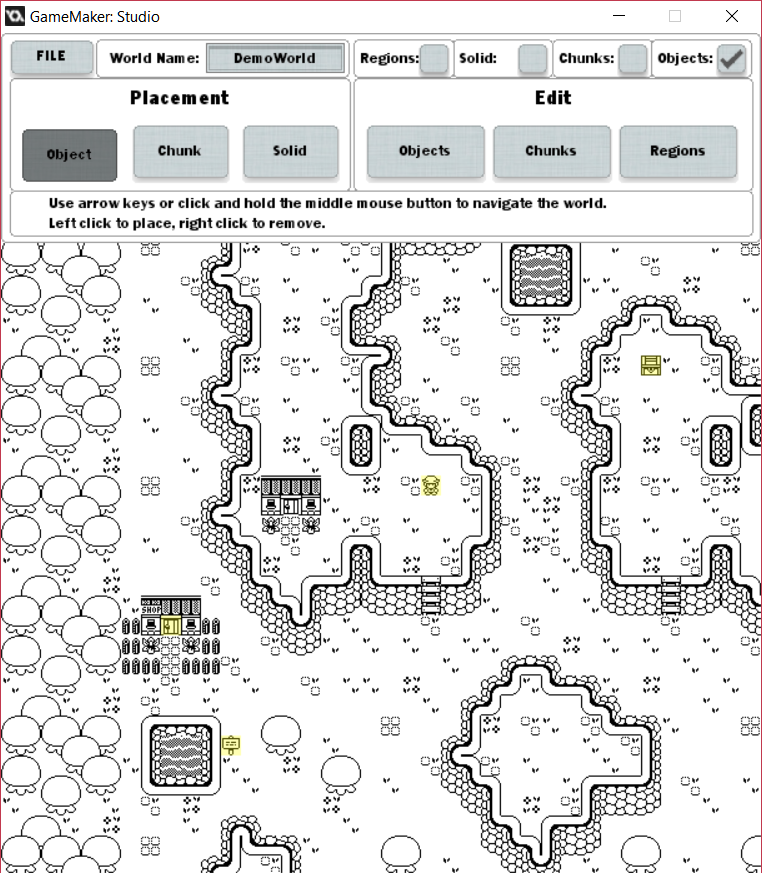 GameMaker: Studio
FILE
World Name: DemoWorld
Regions: Solid: Chunks: Objects:
Placement
Edit
Object Chunk Solid
Objects Chunks Regions
Use arrow keys or click and hold the middle mouse button to navigate the world.
Left click to place, right click to remove.
SHOP